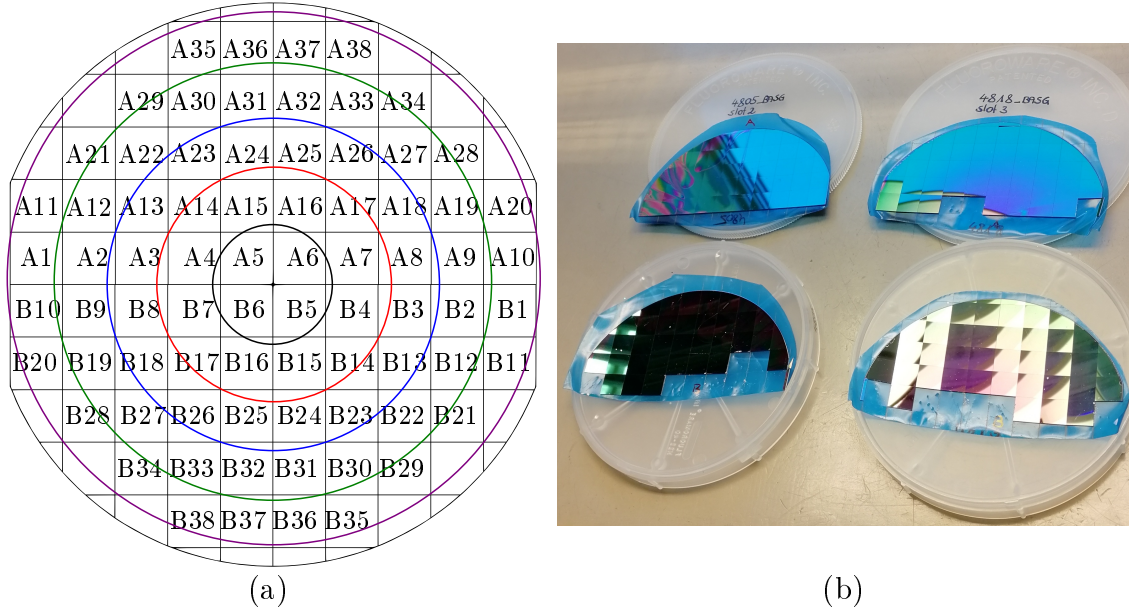 A35 A36 A37 A38
A29 A30 A31 A32 A33 A34
A21 A22 A23 A24 A25 A26 A27 A28
A11 A12 A13 A14 A15 A16 A17 A18 A19 A20
A1 A2 A3 A4 A5 A6 A7 A8 A9 A10
B10 B9 B8 B7 B6 B5 B4 B3 B2 B1
B20 B19 B18 B17 B16 B15 B14 B13 B12 B11
B28 B27 B26 B25 B24 B23 B22 B21
B34 B33 B32 B31 B30 B29
B38 B37 B36 B35
(a)
4805_BASG
slot 2
A
4818_BASG
slot 3
(b)